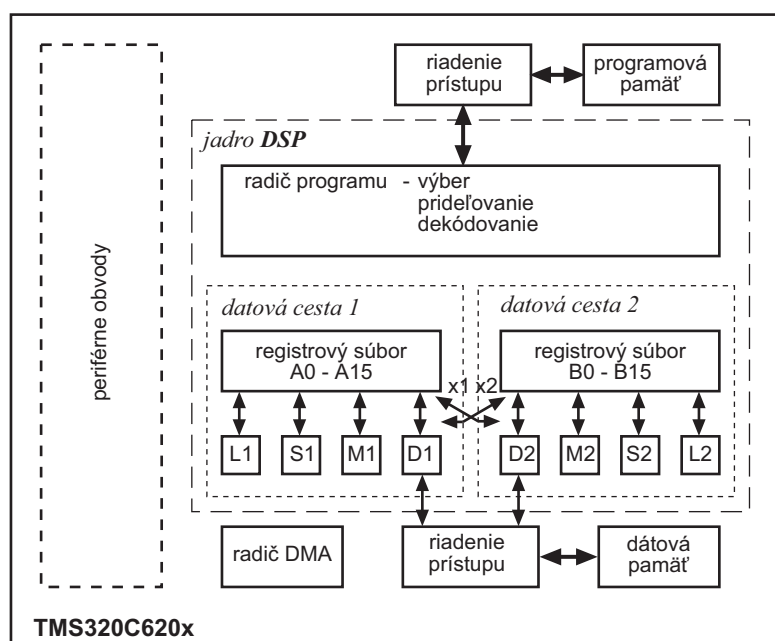 riadenie
prístupu
programová
pamäť
jadro DSP
radič programu - výber
prideľovanie
dekódovanie
periférne obvody
datová cesta 1
datová cesta 2
registrový súbor
A0 - A15
registrový súbor
B0 - B15
x1 x2
L1 S1 M1 D1 D2 M2 S2 L2
radič DMA
riadenie
prístupu
dátová
pamäť
TMS320C620x